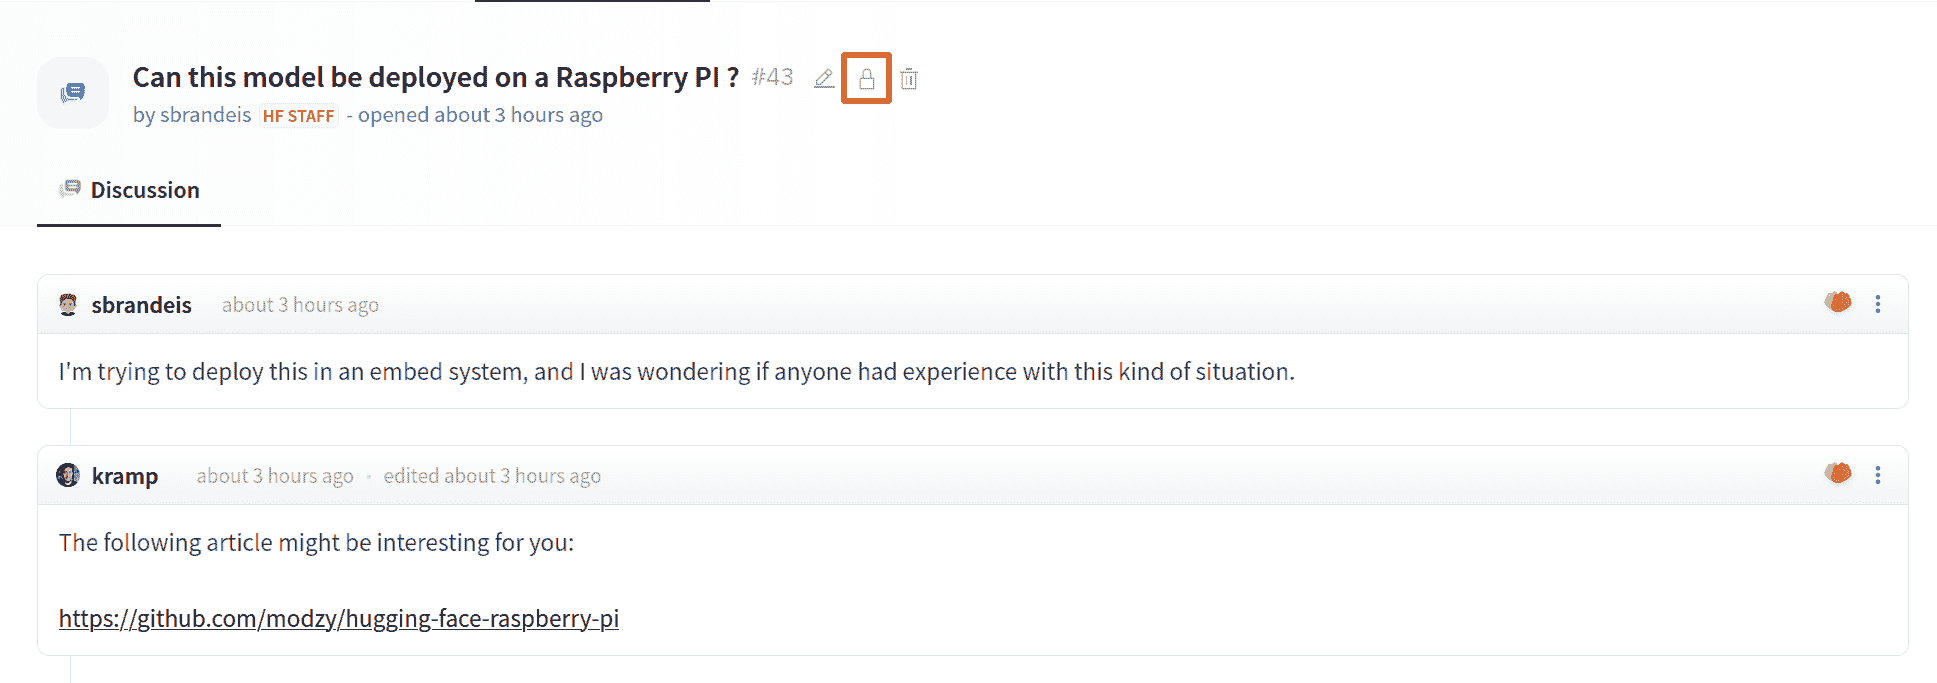 Can this model be deployed on a Raspberry PI ? #43
by sbrandeis HF STAFF - opened about 3 hours ago
Discussion
sbrandeis about 3 hours ago
I'm trying to deploy this in an embed system, and I was wondering if anyone had experience with this kind of situation.
kramp about 3 hours ago · edited about 3 hours ago
The following article might be interesting for you:
https://github.com/modzy/hugging-face-raspberry-pi